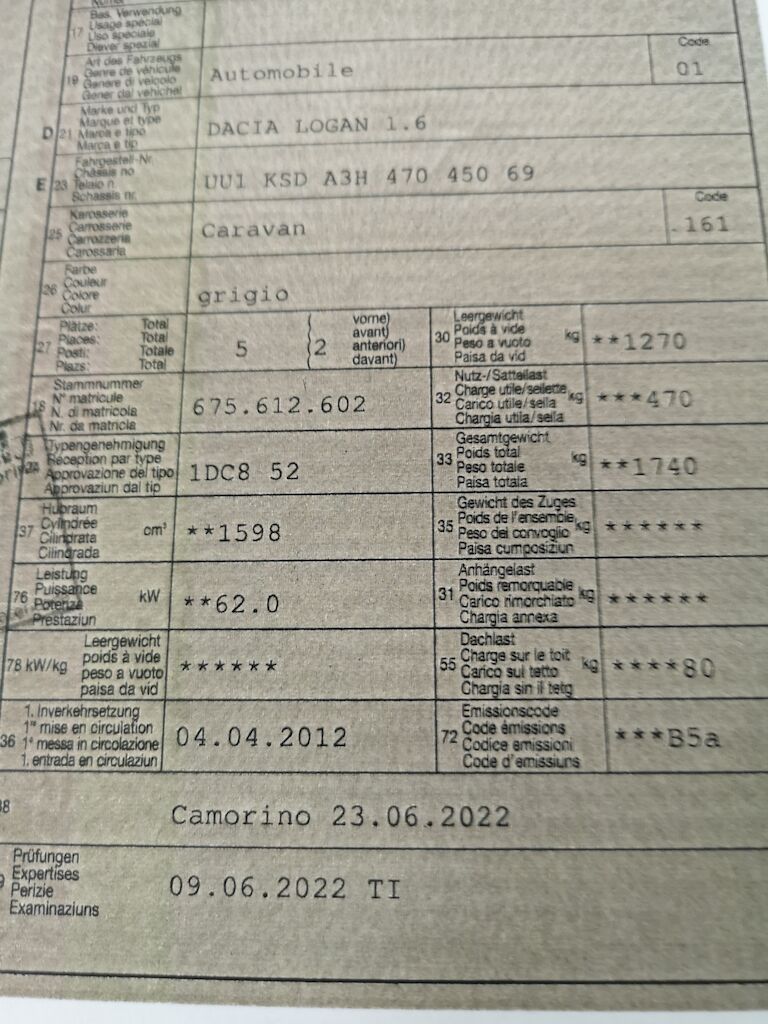 17 Bas. Verwendung
Usage spécial
Uso speciale
Diever spezial
19 Art des Fahrzeugs
Genre de véhicule
Genere di veicolo
Gener dal vehichel
Automobile
Code
01
D 21 Marke und Typ
Marque et type
Marca e tipo
Marca e tip
DACIA LOGAN 1.6
E 23 Fahrgestell-Nr.
Châssis no
Telaio n.
Schassis nr.
UU1 KSD A3H 470 450 69
25 Karosserie
Carrosserie
Carrozzeria
Carossaria
Caravan
Code
161
26 Farbe
Couleur
Colore
Colur
grigio
27 Plätze: Total
Places: Total
Posti: Totale
Plazs: Total
5
(2 vorne)
avant)
anteriori)
davant)
30 Leergewicht
Poids à vide
Peso a vuoto
Paisa da vid
kg
**1270
18 Stammnummer
N° matricule
N. di matricola
Nr. da matricla
675.612.602
32 Nutz-/Sattellast
Charge utile/sellette
Carico utile/sella
Chargia utila/sella
kg
***470
24 Typengenehmigung
Réception par type
Approvazione del tipo
Approvaziun dal tip
1DC8 52
33 Gesamtgewicht
Poids total
Peso totale
Paisa totala
kg
**1740
37 Hubraum
Cylindrée
Cilindrata
Cilindrada
cm³
**1598
35 Gewicht des Zuges
Poids de l'ensemble
Peso del convoglio
Paisa cumposiziun
kg
******
76 Leistung
Puissance
Potenza
Prestaziun
kW
**62.0
31 Anhängelast
Poids remorquable
Carico rimorchiato
Chargia annexa
kg
******
78 kW/kg Leergewicht
poids à vide
peso a vuoto
paisa da vid
******
55 Dachlast
Charge sur le toit
Carico sul tetto
Chargia sin il tetg
kg
****80
36 1. Inverkehrsetzung
1re mise en circulation
1a messa in circolazione
1. entrada en circulaziun
04.04.2012
72 Emissionscode
Code émissions
Codice emissioni
Code d'emissiuns
***B5a
Camorino 23.06.2022
Prüfungen
Expertises
Perizie
Examinaziuns
09.06.2022 TI